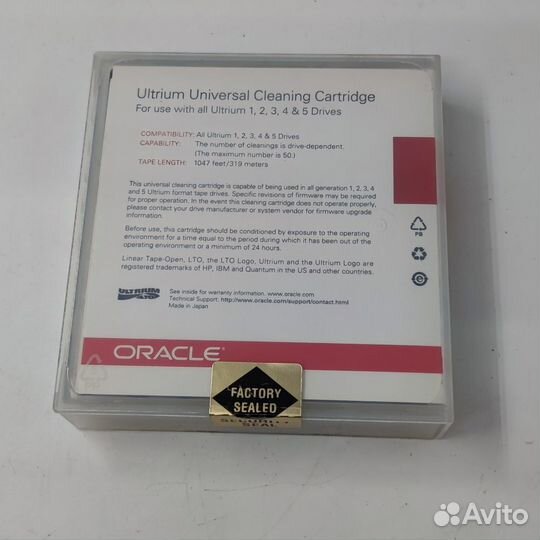 Ultrium Universal Cleaning Cartridge
For use with all Ultrium 1, 2, 3, 4 & 5 Drives
COMPATIBILITY: All Ultrium 1, 2, 3, 4 & 5 Drives
CAPABILITY: The number of cleanings is drive-dependent.
(The maximum number is 50.)
TAPE LENGTH: 1047 feet/319 meters
This universal cleaning cartridge is capable of being used in all generation 1, 2, 3, 4
and 5 Ultrium format tape drives. Specific revisions of firmware may be required
for proper operation. In the event this cleaning cartridge does not operate properly,
please contact your drive manufacturer or system vendor for firmware upgrade
information.
Before use, this cartridge should be conditioned by exposure to the operating
environment for a time equal to the period during which it has been out of the
operating environment or a minimum of 24 hours.
Linear Tape-Open, LTO, the LTO Logo, Ultrium and the Ultrium Logo are
registered trademarks of HP, IBM and Quantum in the US and other countries.
PB
ULTRIUM
LTO
See inside for warranty information. www.oracle.com
Technical Support: http://www.oracle.com/support/contact.html
Made in Japan
ORACLE
PP
FACTORY
SEALED
SECURITY
SEAL
Avito